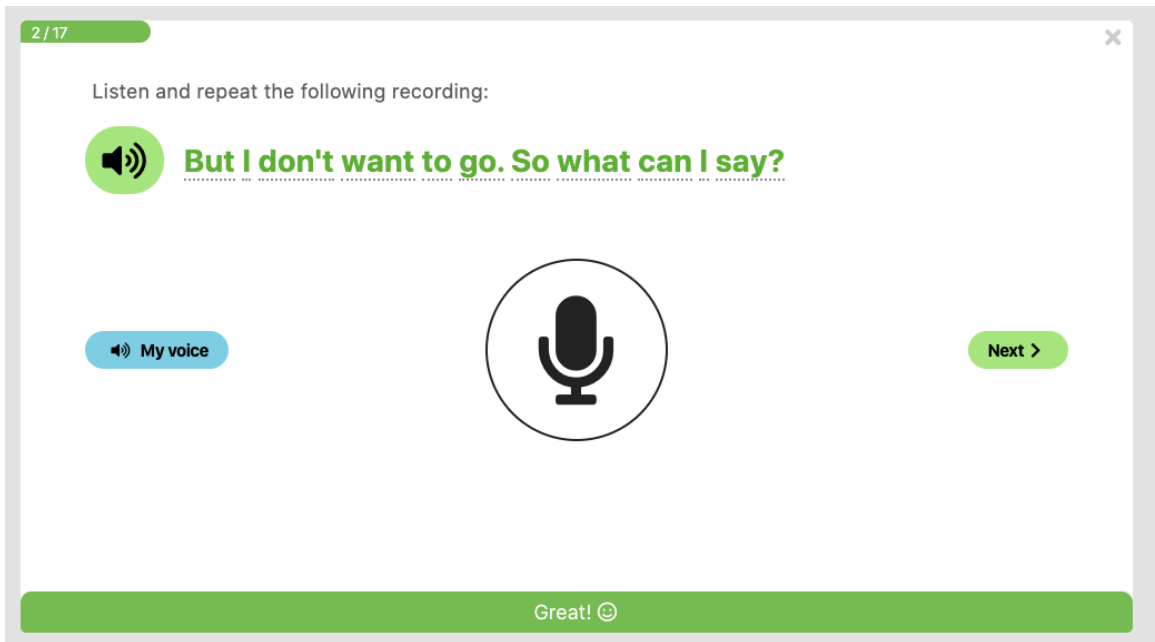 2/17
Listen and repeat the following recording:
But I don't want to go. So what can I say?
My voice
Next
Great!